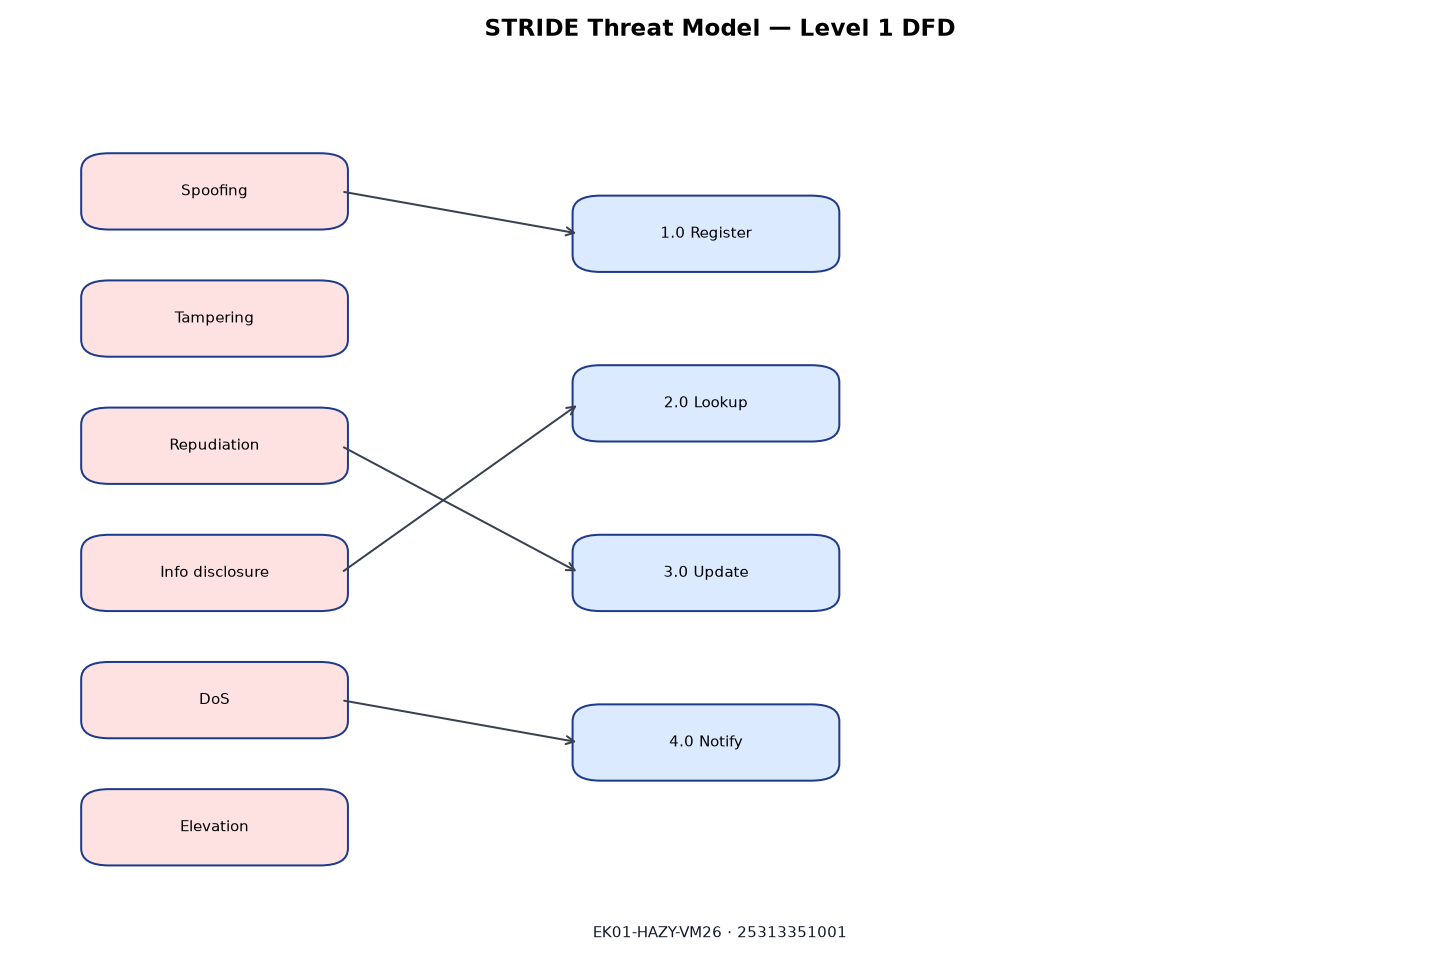 STRIDE Threat Model — Level 1 DFD
Spoofing
Tampering
Repudiation
Info disclosure
DoS
Elevation
1.0 Register
2.0 Lookup
3.0 Update
4.0 Notify
EK01-HAZY-VM26 · 25313351001